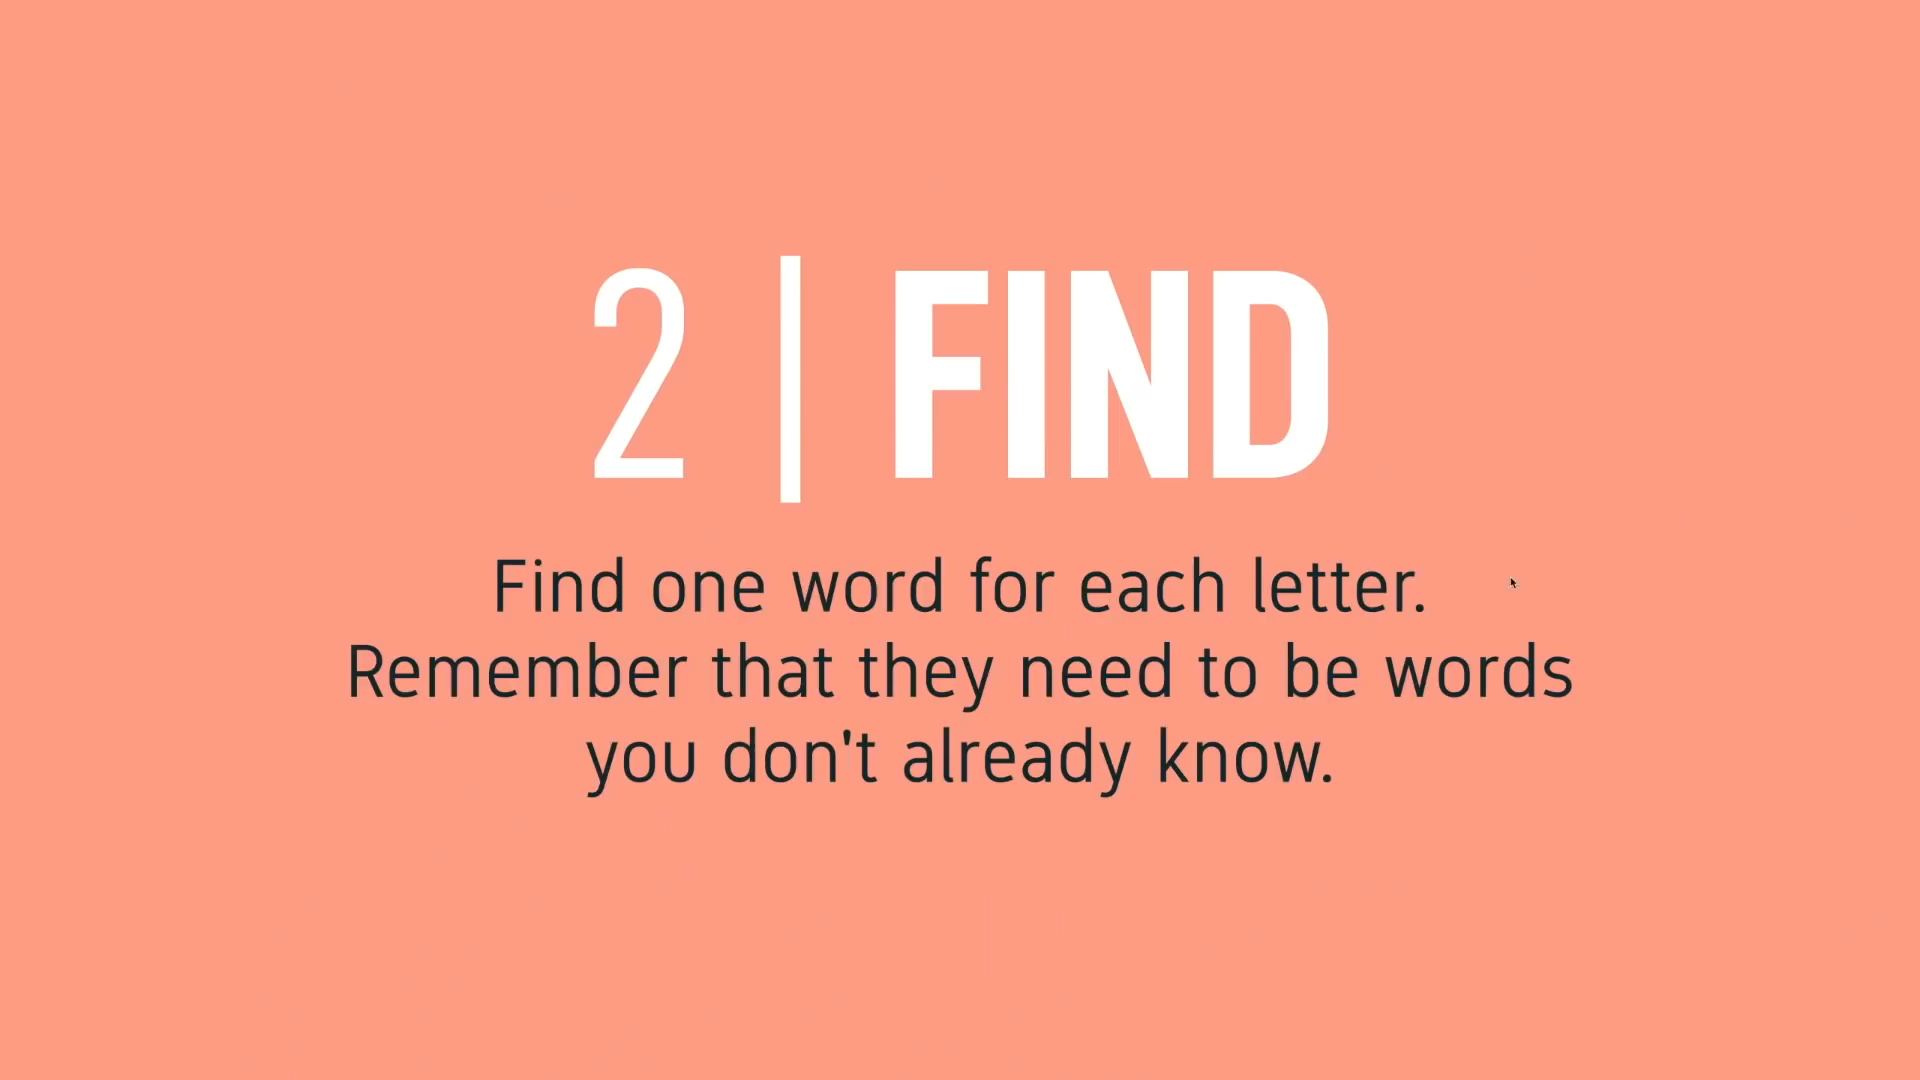 2 | FIND
Find one word for each letter.
Remember that they need to be words
you don't already know.